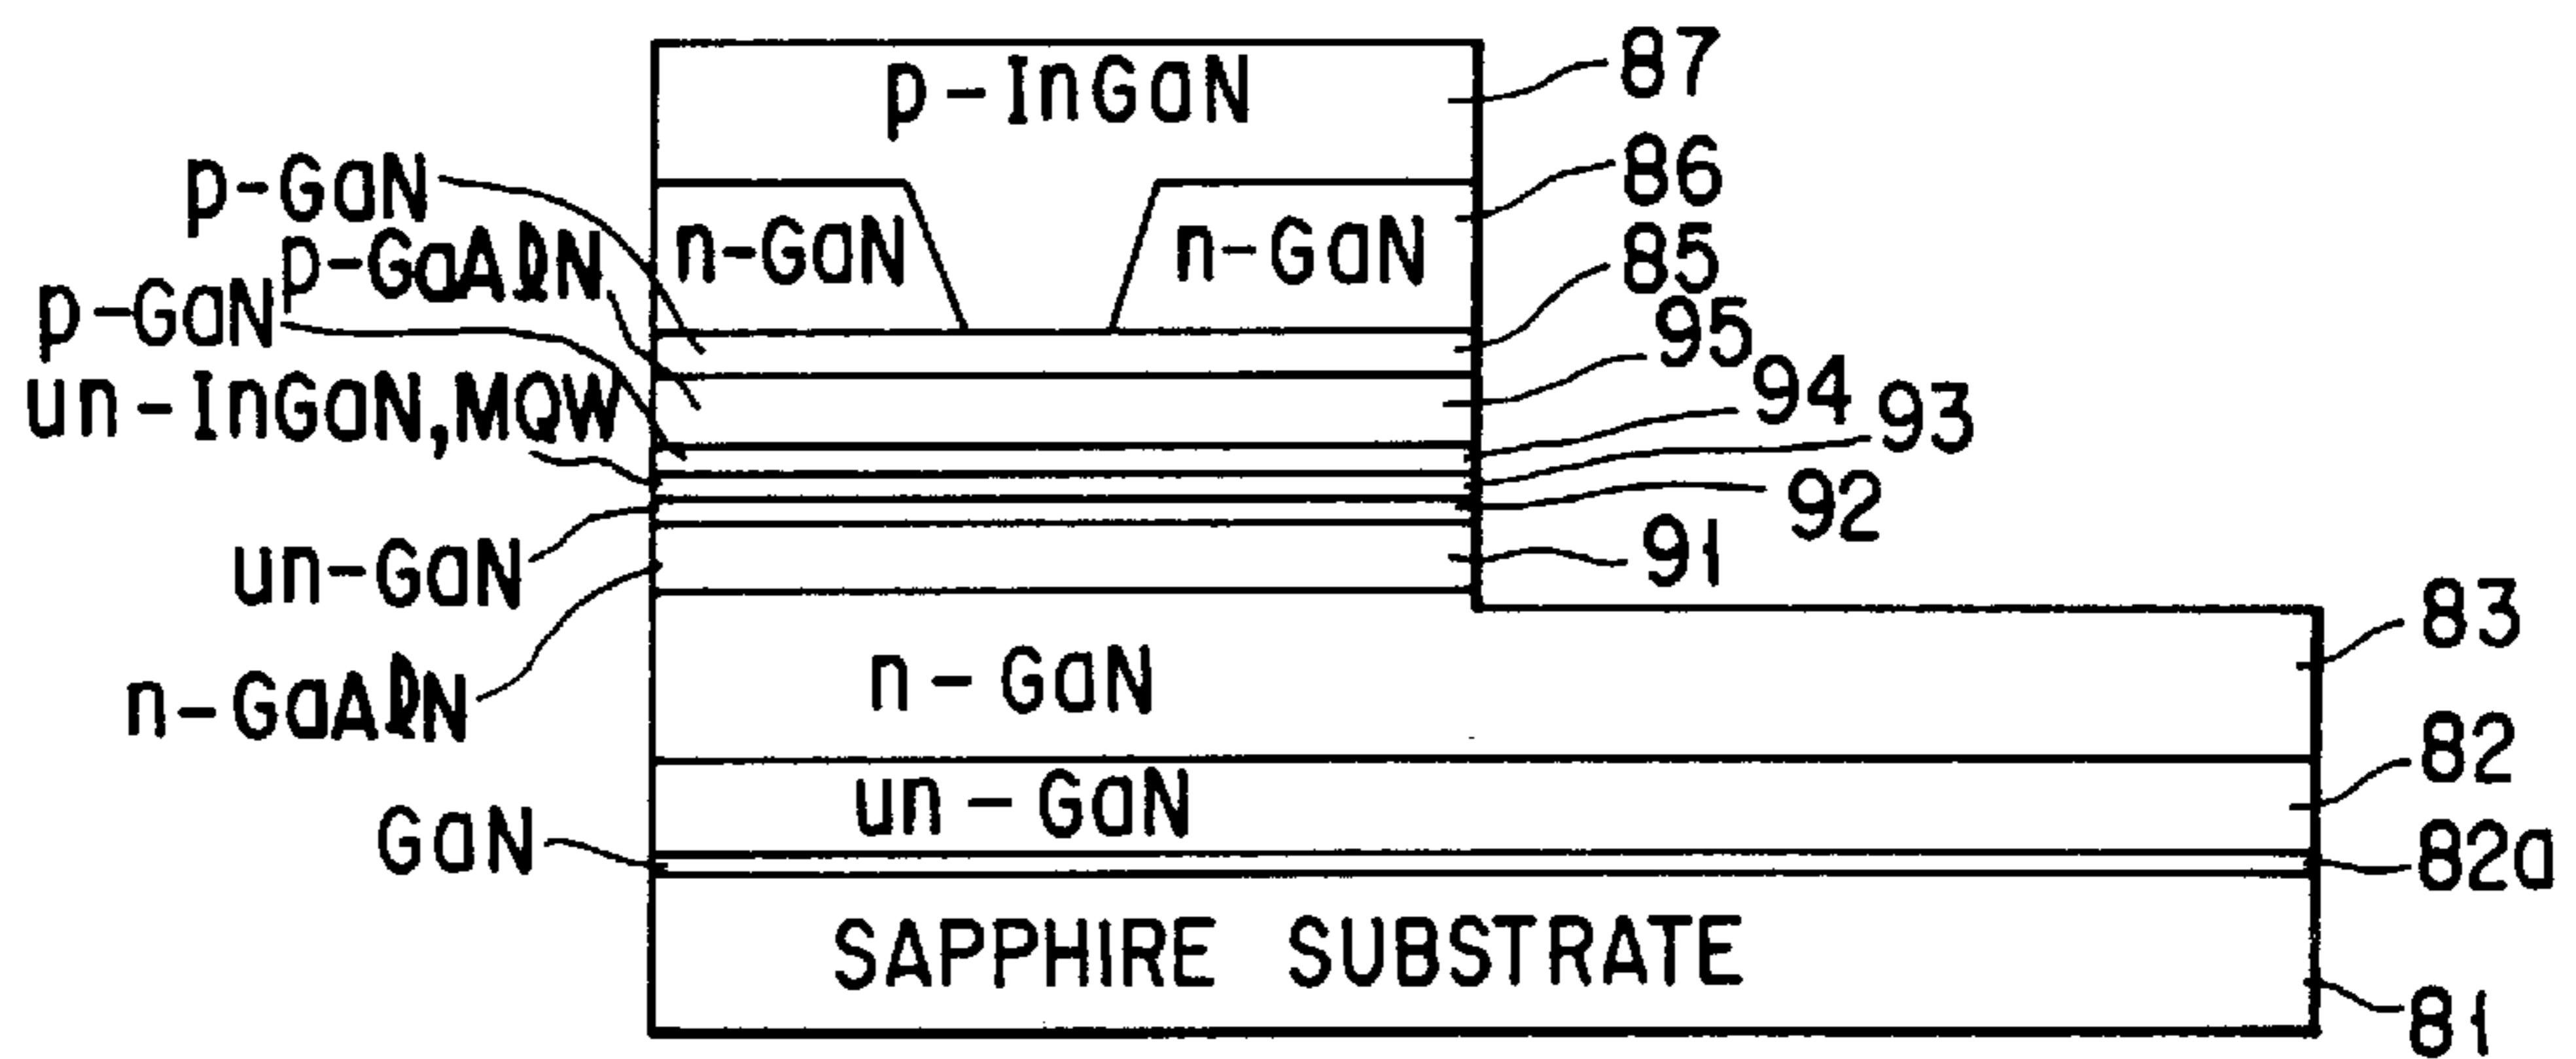 p-InGaN
87
p-GaN
86
n-GaN
n-GaN
p-GaAlN
85
p-GaN
95
un-InGaN,MQW
94
93
92
un-GaN
91
83
n-GaAlN
n-GaN
82
un-GaN
GaN
82a
SAPPHIRE SUBSTRATE
81